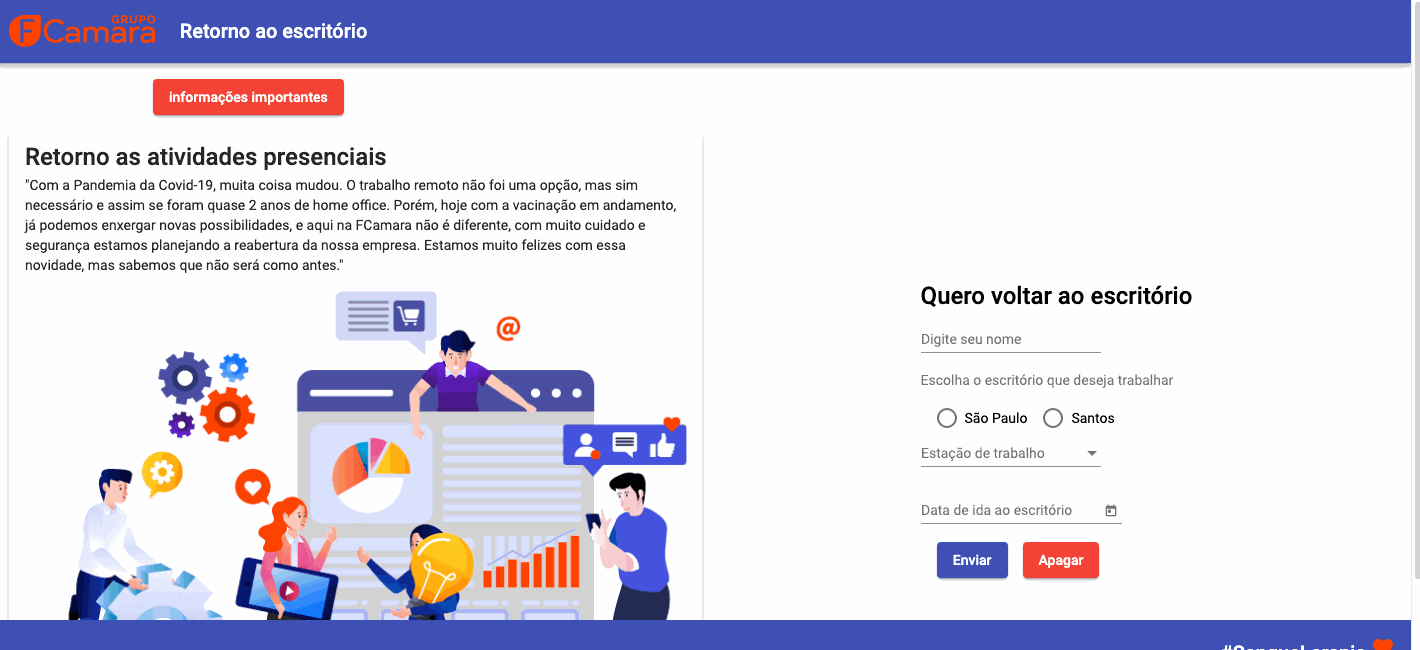 GRUPO
FCamara
Retorno ao escritório
informações importantes
Retorno as atividades presenciais
"Com a Pandemia da Covid-19, muita coisa mudou. O trabalho remoto não foi uma opção, mas sim
necessário e assim se foram quase 2 anos de home office. Porém, hoje com a vacinação em andamento,
já podemos enxergar novas possibilidades, e aqui na FCamara não é diferente, com muito cuidado e
segurança estamos planejando a reabertura da nossa empresa. Estamos muito felizes com essa
novidade, mas sabemos que não será como antes."
@
Quero voltar ao escritório
Digite seu nome
Escolha o escritório que deseja trabalhar
São Paulo Santos
Estação de trabalho
Data de ida ao escritório
Enviar Apagar